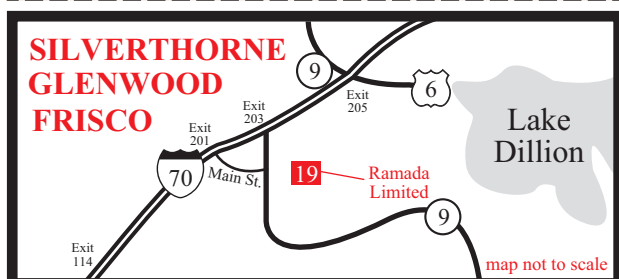 SILVERTHORNE
GLENWOOD
FRISCO
9
6
Exit
205
Exit
203
Exit
201
Lake
Dillion
70
Main St.
19
Ramada
Limited
9
Exit
114
map not to scale